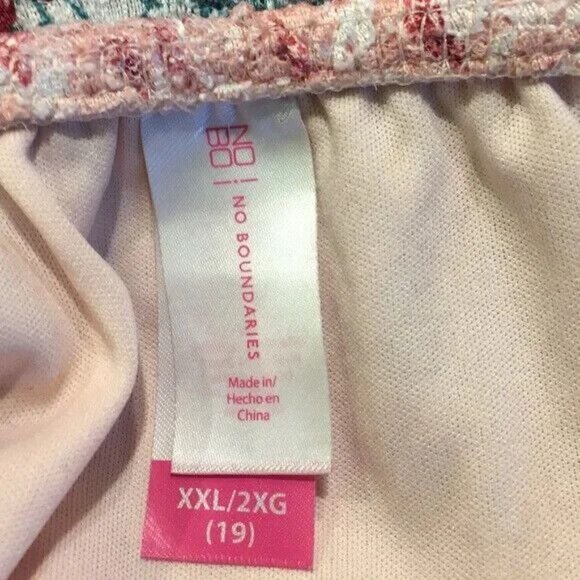 NO
BO
NO BOUNDARIES
Made in/
Hecho en
China
XXL/2XG
(19)